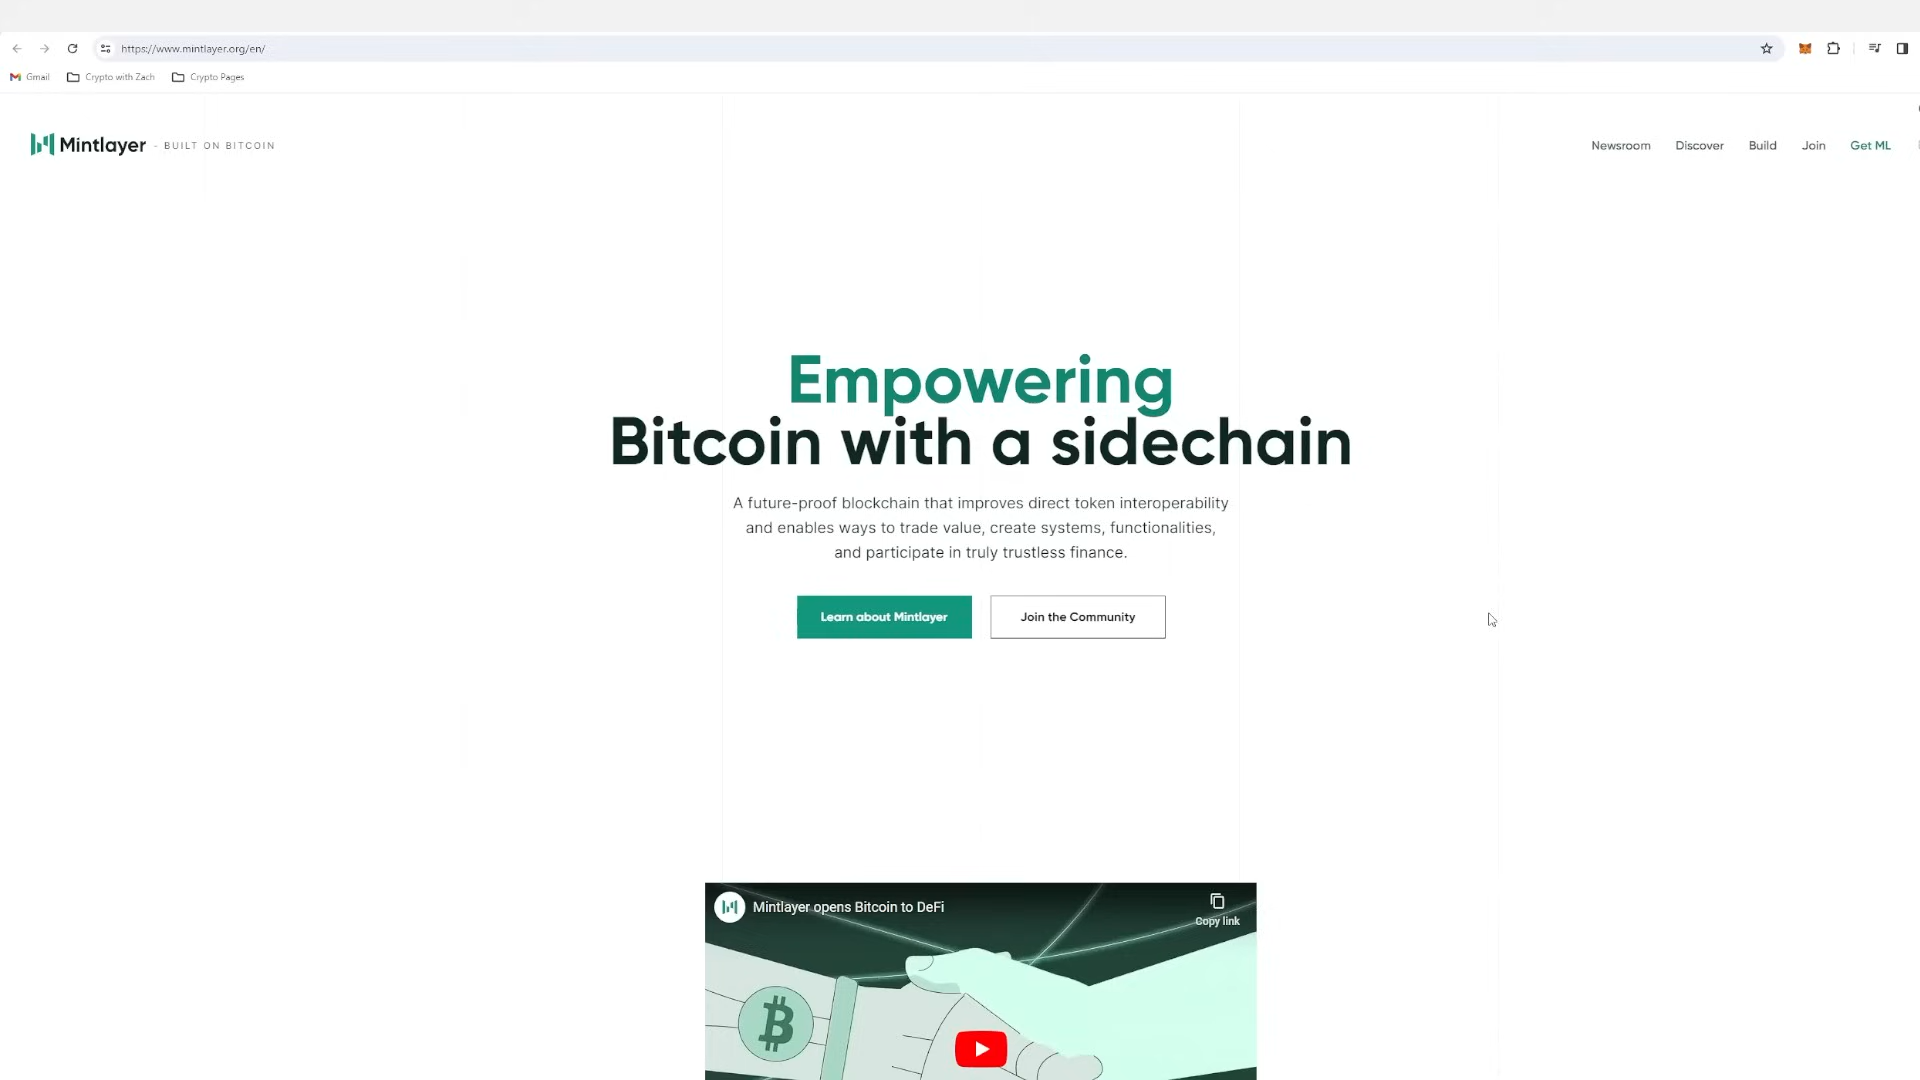 https://www.mintlayer.org/en/
Gmail
Crypto with Zach
Crypto Pages
Mintlayer - BUILT ON BITCOIN
Newsroom
Discover
Build
Join
Get ML
Empowering
Bitcoin with a sidechain
A future-proof blockchain that improves direct token interoperability
and enables ways to trade value, create systems, functionalities,
and participate in truly trustless finance.
Learn about Mintlayer
Join the Community
Mintlayer opens Bitcoin to DeFi
Copy link